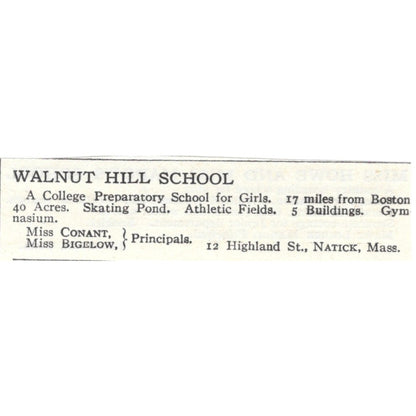 WALNUT HILL SCHOOL
A College Preparatory School for Girls. 17 miles from Boston
40 Acres. Skating Pond. Athletic Fields. 5 Buildings. Gym
nasium.
Miss CONANT,
Miss BIGELOW, } Principals. 12 Highland St., NATICK, Mass.